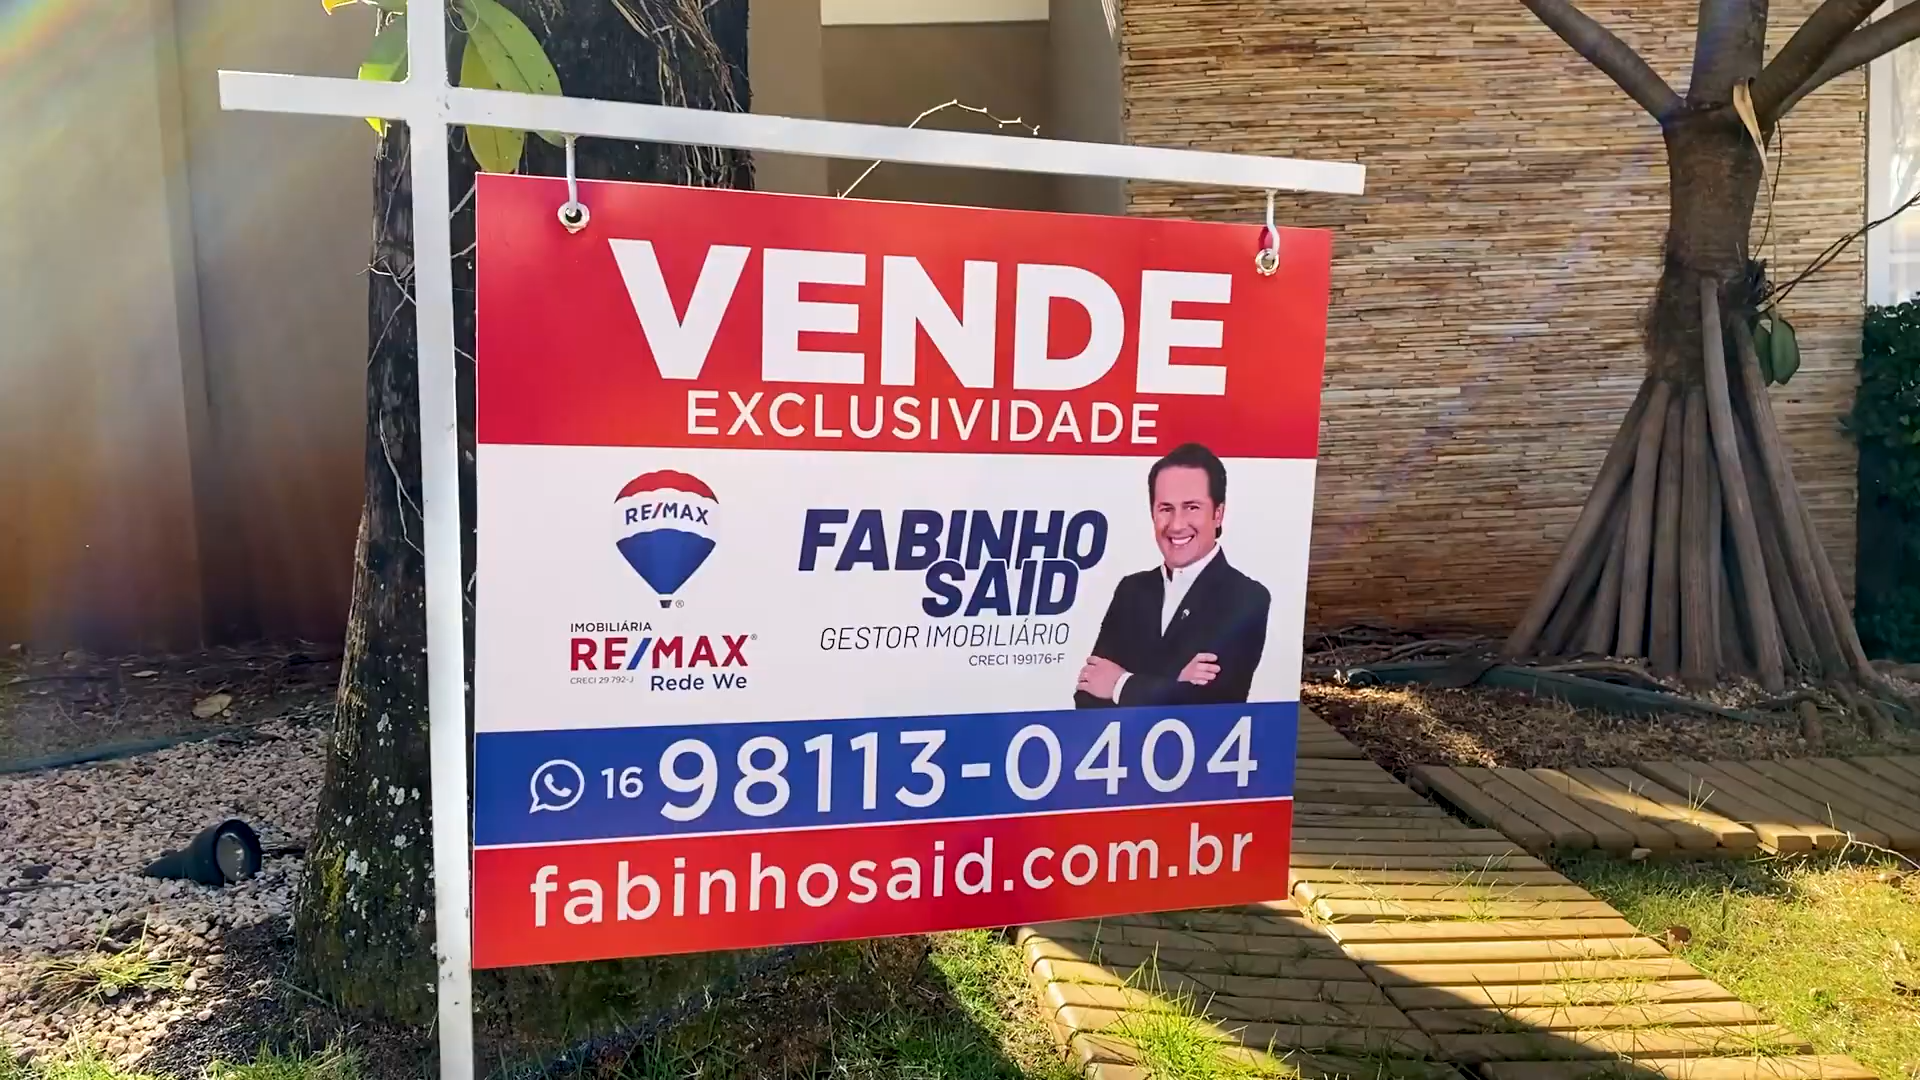 VENDE
EXCLUSIVIDADE
RE/MAX
®
IMOBILIÁRIA
RE/MAX®
CRECI 29.792-J
Rede We
FABINHO
SAID
GESTOR IMOBILIÁRIO
CRECI 199176-F
16 98113-0404
fabinhosaid.com.br